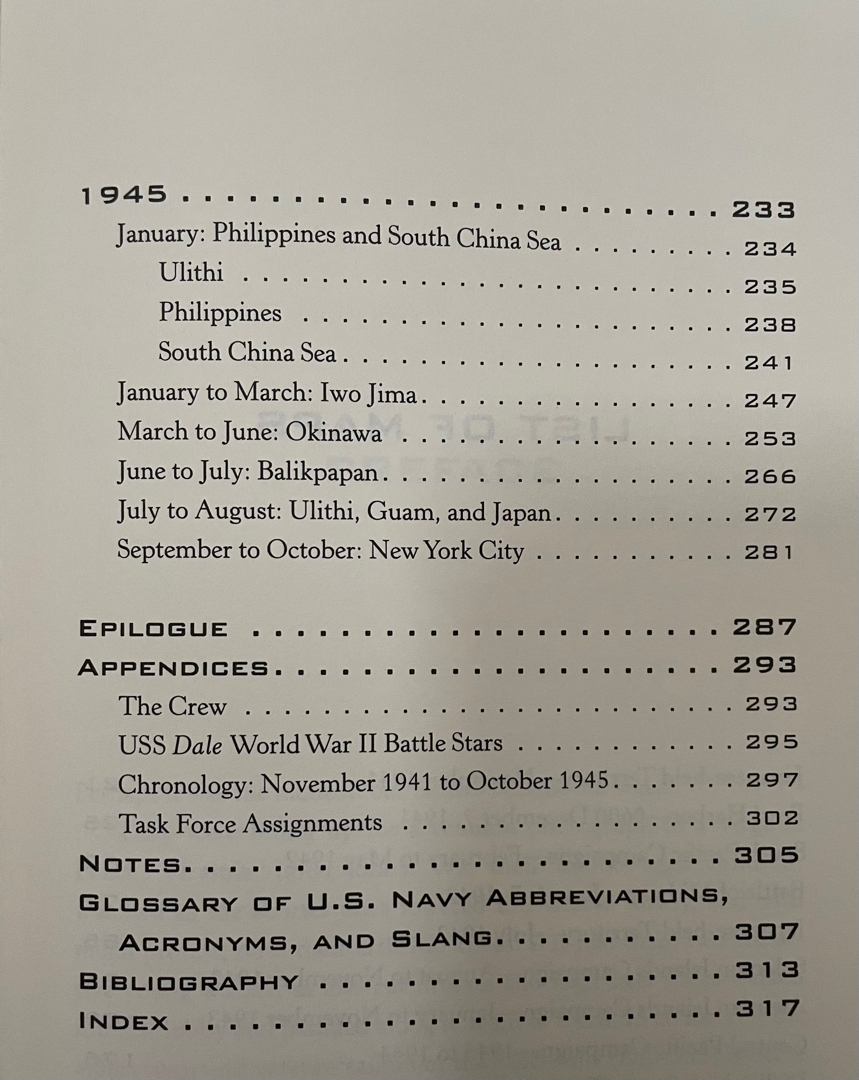 1945 . . . . . . . . . . . . . . . . . . . . . . . . 233
January: Philippines and South China Sea . . . . . . . . . 234
Ulithi . . . . . . . . . . . . . . . . . . . . . . . . . 235
Philippines . . . . . . . . . . . . . . . . . . . . . . 238
South China Sea . . . . . . . . . . . . . . . . . . . . 241
January to March: Iwo Jima . . . . . . . . . . . . . . . . 247
March to June: Okinawa . . . . . . . . . . . . . . . . . 253
June to July: Balikpapan . . . . . . . . . . . . . . . . . . 266
July to August: Ulithi, Guam, and Japan . . . . . . . . . . 272
September to October: New York City . . . . . . . . . . 281
EPILOGUE . . . . . . . . . . . . . . . . . . . . . 287
APPENDICES . . . . . . . . . . . . . . . . . . . . 293
The Crew . . . . . . . . . . . . . . . . . . . . . . . . . 293
USS Dale World War II Battle Stars . . . . . . . . . . . 295
Chronology: November 1941 to October 1945 . . . . . . . 297
Task Force Assignments . . . . . . . . . . . . . . . . . 302
NOTES . . . . . . . . . . . . . . . . . . . . . . . . 305
GLOSSARY OF U.S. NAVY ABBREVIATIONS,
ACRONYMS, AND SLANG . . . . . . . . . . 307
BIBLIOGRAPHY . . . . . . . . . . . . . . . . . . 313
INDEX . . . . . . . . . . . . . . . . . . . . . . . . 317